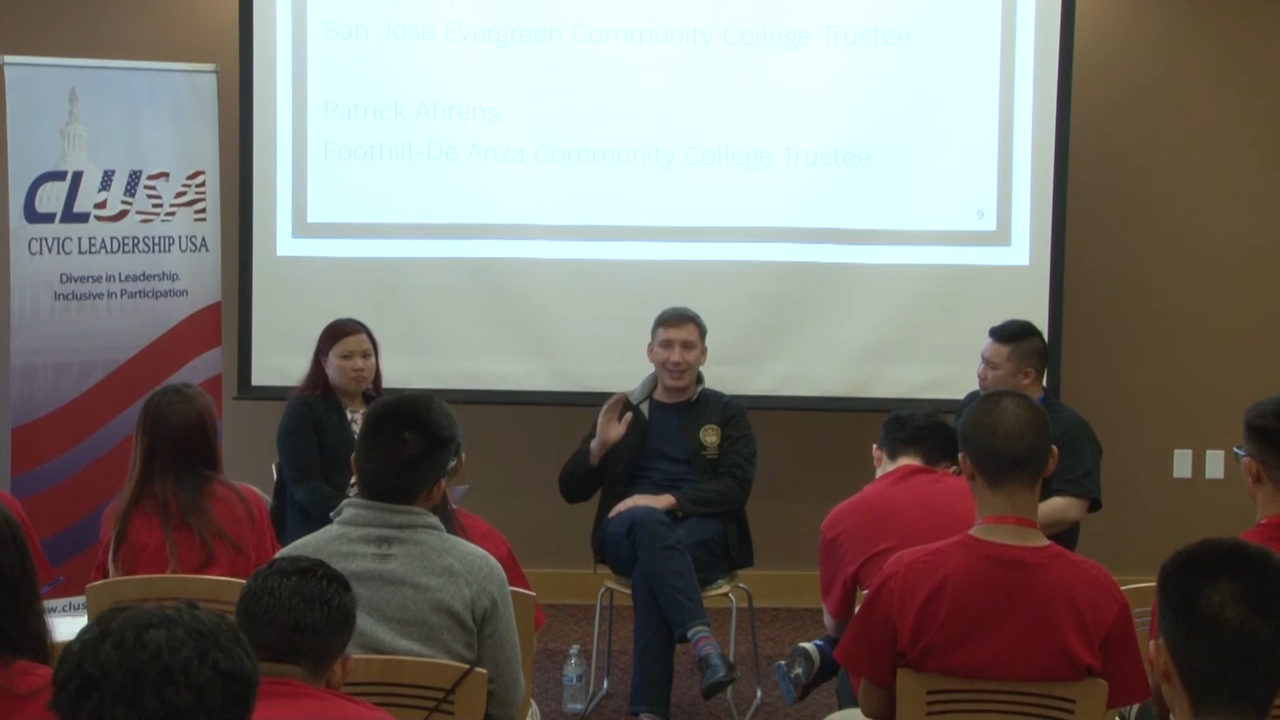 San Jose Evergreen Community College Trustee
Patrick Ahrens
Foothill-De Anza Community College Trustee
9
CLUSA
CIVIC LEADERSHIP USA
Diverse in Leadership.
Inclusive in Participation